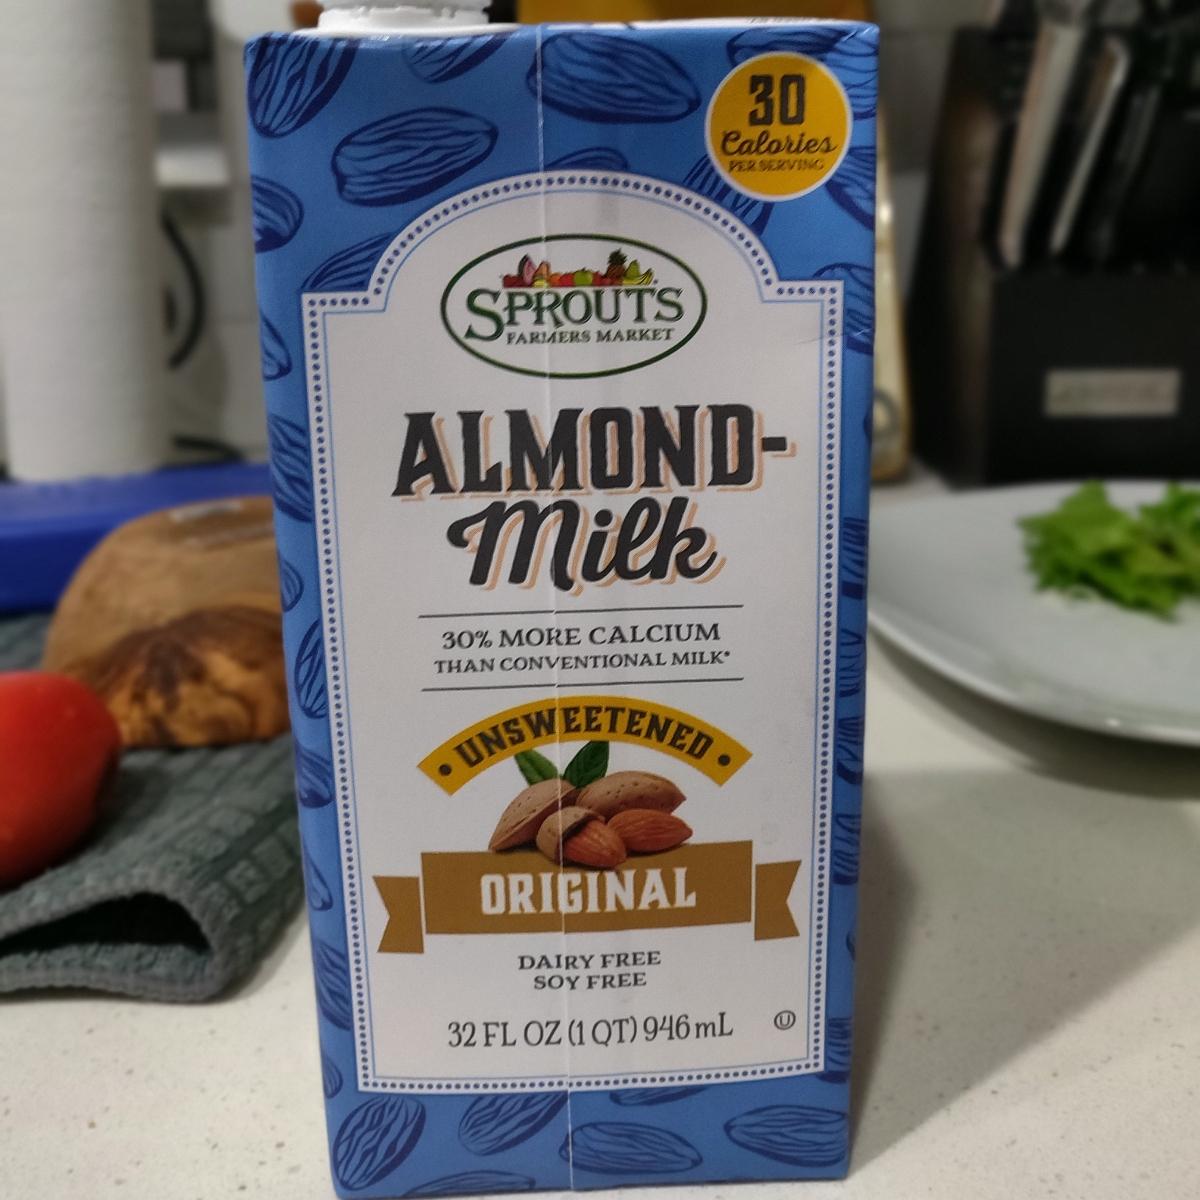 30
Calories
PER SERVING
SPROUTS
FARMERS MARKET
ALMOND-
Milk
30% MORE CALCIUM
THAN CONVENTIONAL MILK*
• UNSWEETENED •
ORIGINAL
DAIRY FREE
SOY FREE
32 FL OZ (1 QT) 946 mL
U